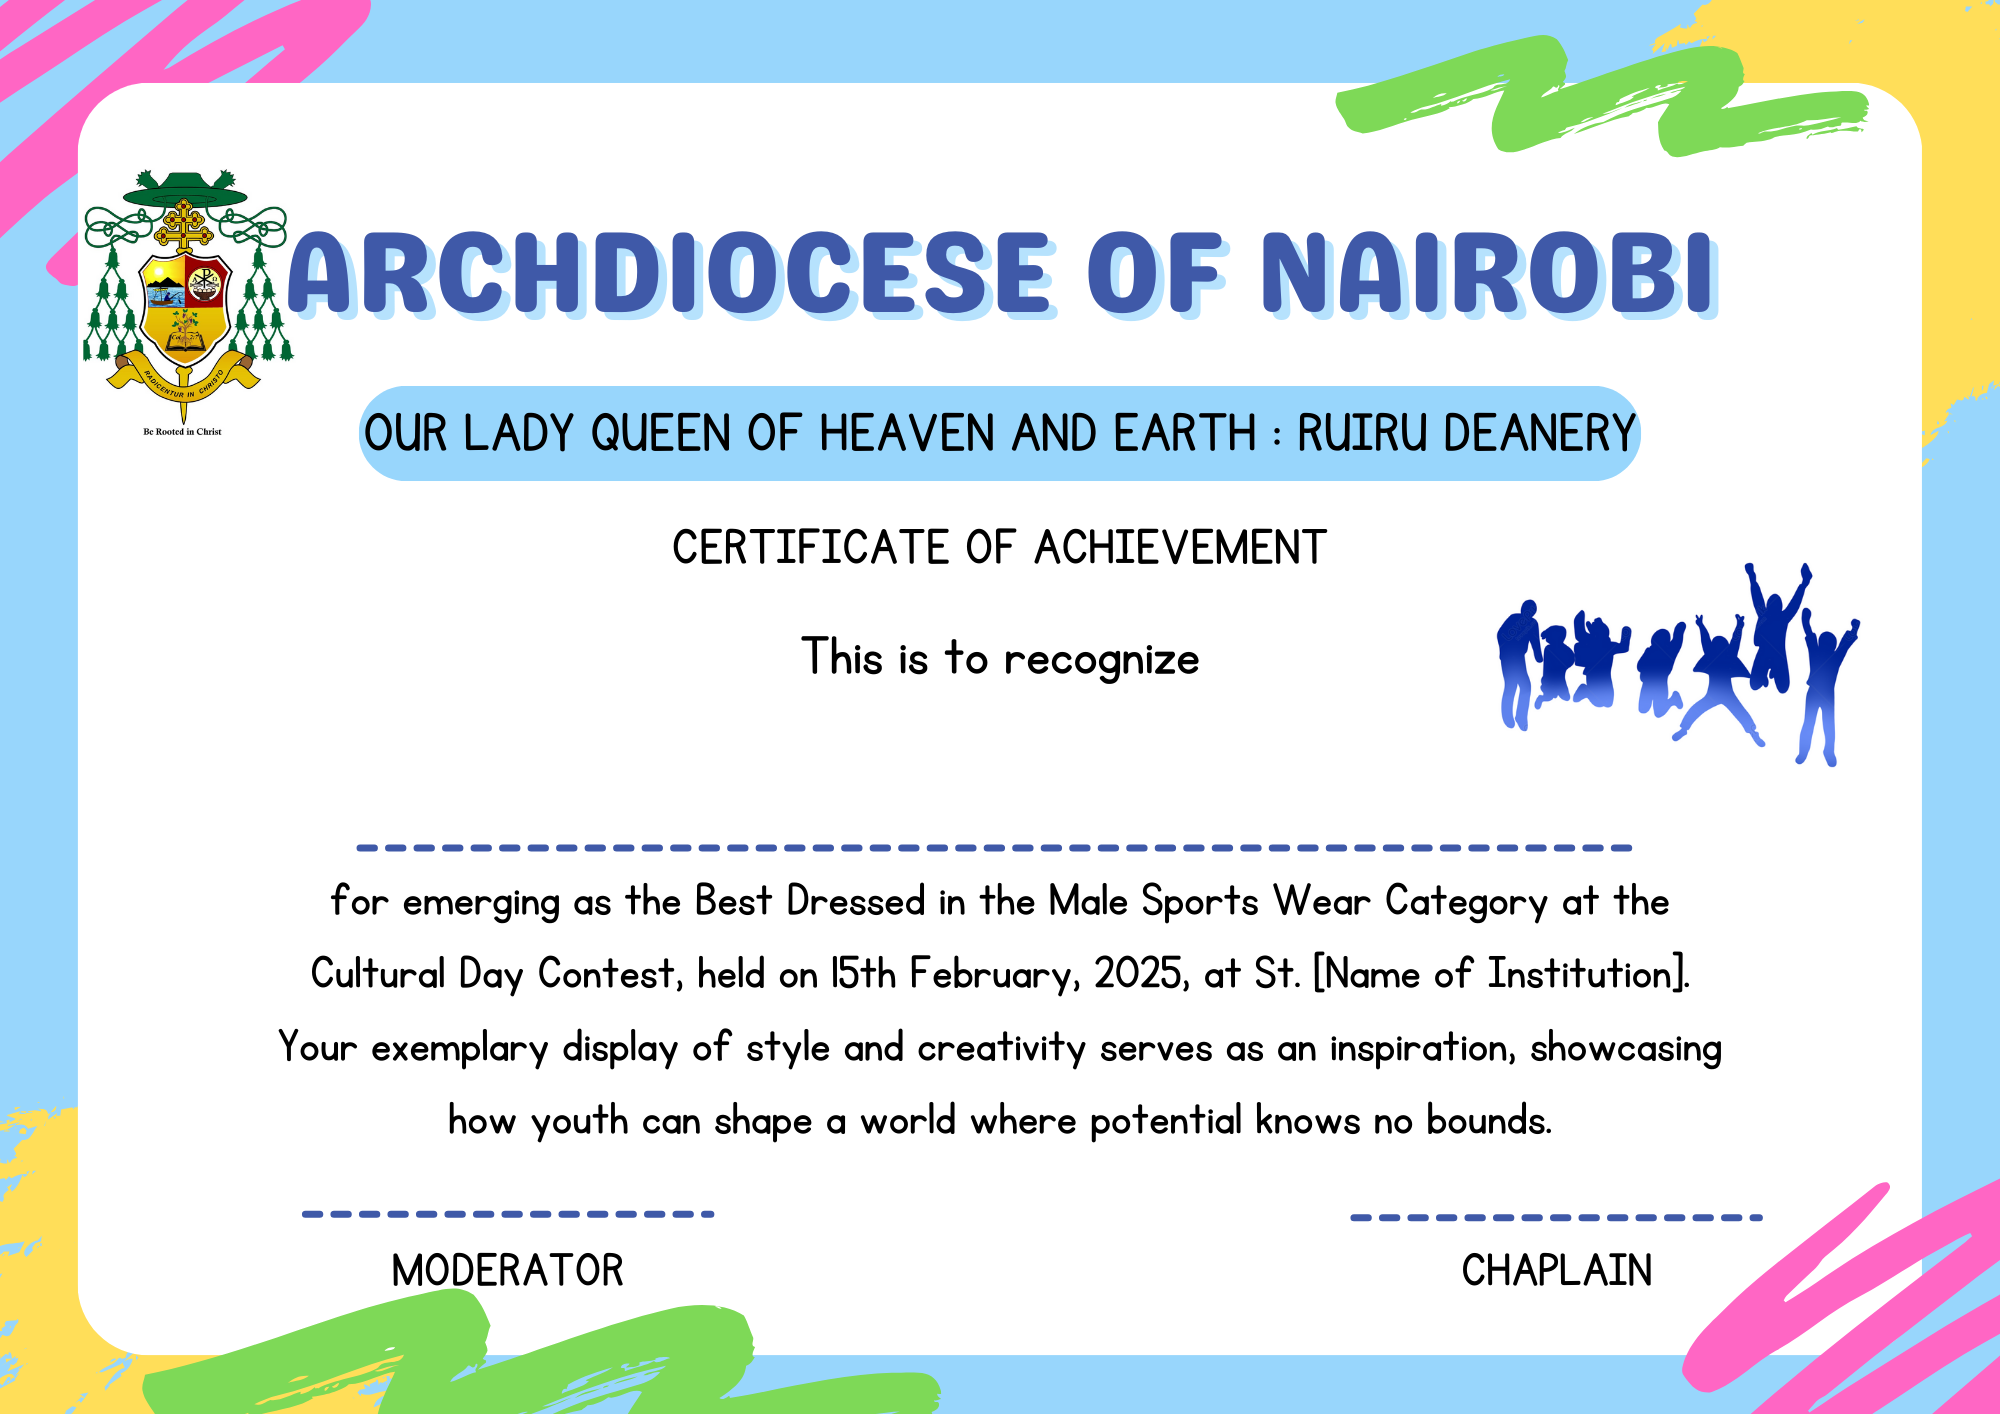 ARCHDIOCESE OF NAIROBI
RADICENTUR IN CHRISTO
Be Rooted in Christ
OUR LADY QUEEN OF HEAVEN AND EARTH : RUIRU DEANERY
CERTIFICATE OF ACHIEVEMENT
This is to recognize
for emerging as the Best Dressed in the Male Sports Wear Category at the
Cultural Day Contest, held on 15th February, 2025, at St. [Name of Institution].
Your exemplary display of style and creativity serves as an inspiration, showcasing
how youth can shape a world where potential knows no bounds.
MODERATOR
CHAPLAIN